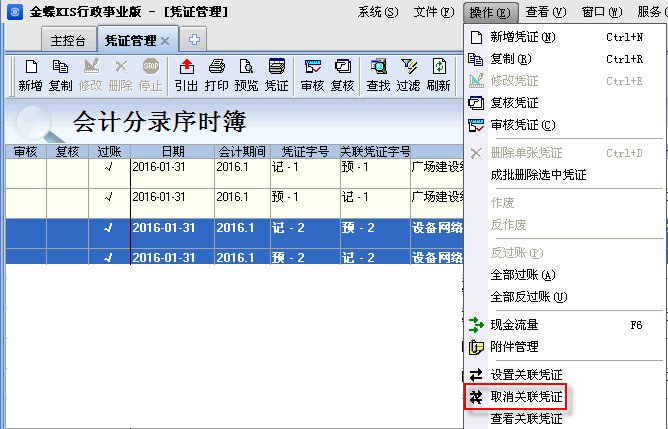 金蝶KIS行政事业版 - [凭证管理] 系统(S) 文件(F) 操作(E) 查看(V) 窗口(W) 服务
主控台 凭证管理
新增 复制 修改 删除 停止 引出 打印 预览 凭证 审核 复核 查找 过滤 刷新
STOP
会计分录序时簿
审核 复核 过账 日期 会计期间 凭证字号 关联凭证字号
√ 2016-01-31 2016.1 记 - 1 预 - 1 广场建设
√ 2016-01-31 2016.1 预 - 1 记 - 1 广场建设
√ 2016-01-31 2016.1 记 - 2 预 - 2 设备网络
√ 2016-01-31 2016.1 预 - 2 记 - 2 设备网络
新增凭证(N) Ctrl+N
复制(R) Ctrl+R
修改凭证 Ctrl+E
复核凭证
审核凭证(C)
删除单张凭证 Ctrl+D
成批删除选中凭证
作废
反作废
反过账(P)
全部过账(A)
全部反过账(U)
现金流量 F6
附件管理
设置关联凭证
取消关联凭证
查看关联凭证